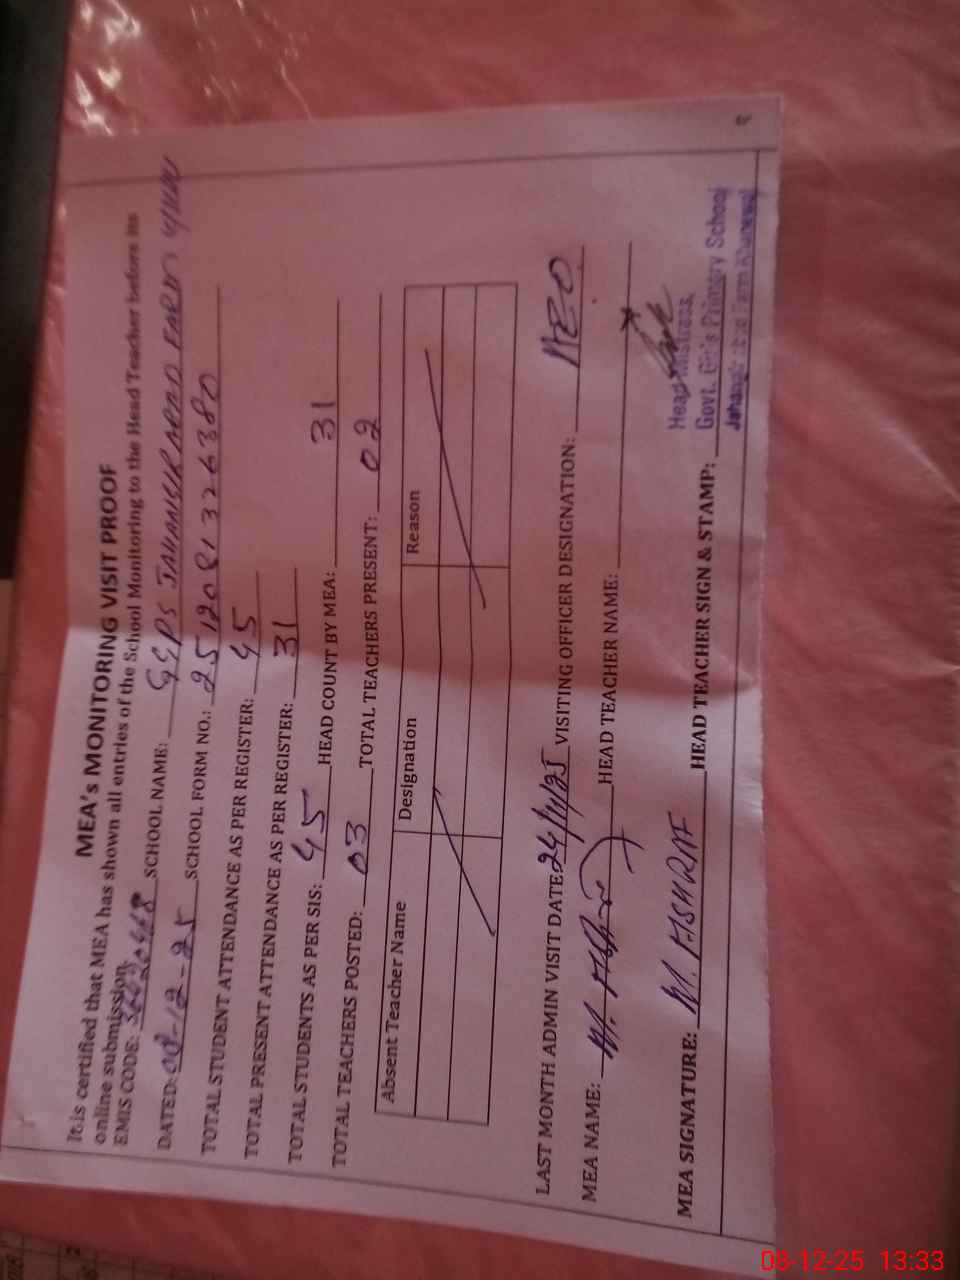 MEA's MONITORING VISIT PROOF
It is certified that MEA has shown all entries of the School Monitoring to the Head Teacher before its
online submission.
EMIS CODE: SCHOOL NAME: GGPS
DATED: 08-12-25 SCHOOL FORM NO.:
TOTAL STUDENT ATTENDANCE AS PER REGISTER: 45
TOTAL PRESENT ATTENDANCE AS PER REGISTER: 31
TOTAL STUDENTS AS PER SIS: 45 HEAD COUNT BY MEA: 31
TOTAL TEACHERS POSTED: 03 TOTAL TEACHERS PRESENT: 02
Absent Teacher Name Designation Reason
LAST MONTH ADMIN VISIT DATE 24/11/25 VISITING OFFICER DESIGNATION:
MEA NAME: HEAD TEACHER NAME:
MEA SIGNATURE: M. ASHRAF HEAD TEACHER SIGN & STAMP:
Head Mistress
Govt. Girls Primary School
Farm Khanewal
08-12-25 13:33